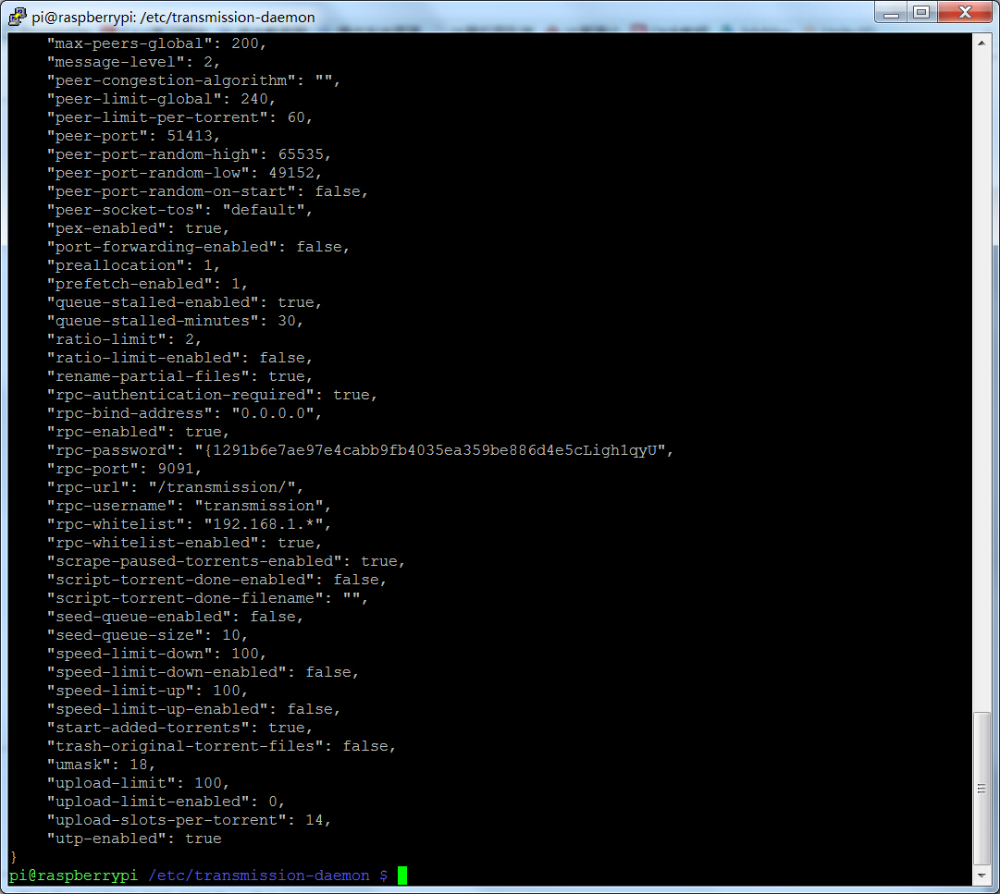 pi@raspberrypi: /etc/transmission-daemon
"max-peers-global": 200,
"message-level": 2,
"peer-congestion-algorithm": "",
"peer-limit-global": 240,
"peer-limit-per-torrent": 60,
"peer-port": 51413,
"peer-port-random-high": 65535,
"peer-port-random-low": 49152,
"peer-port-random-on-start": false,
"peer-socket-tos": "default",
"pex-enabled": true,
"port-forwarding-enabled": false,
"preallocation": 1,
"prefetch-enabled": 1,
"queue-stalled-enabled": true,
"queue-stalled-minutes": 30,
"ratio-limit": 2,
"ratio-limit-enabled": false,
"rename-partial-files": true,
"rpc-authentication-required": true,
"rpc-bind-address": "0.0.0.0",
"rpc-enabled": true,
"rpc-password": "{1291b6e7ae97e4cabb9fb4035ea359be886d4e5cLigh1qyU",
"rpc-port": 9091,
"rpc-url": "/transmission/",
"rpc-username": "transmission",
"rpc-whitelist": "192.168.1.*",
"rpc-whitelist-enabled": true,
"scrape-paused-torrents-enabled": true,
"script-torrent-done-enabled": false,
"script-torrent-done-filename": "",
"seed-queue-enabled": false,
"seed-queue-size": 10,
"speed-limit-down": 100,
"speed-limit-down-enabled": false,
"speed-limit-up": 100,
"speed-limit-up-enabled": false,
"start-added-torrents": true,
"trash-original-torrent-files": false,
"umask": 18,
"upload-limit": 100,
"upload-limit-enabled": 0,
"upload-slots-per-torrent": 14,
"utp-enabled": true
}
pi@raspberrypi /etc/transmission-daemon $